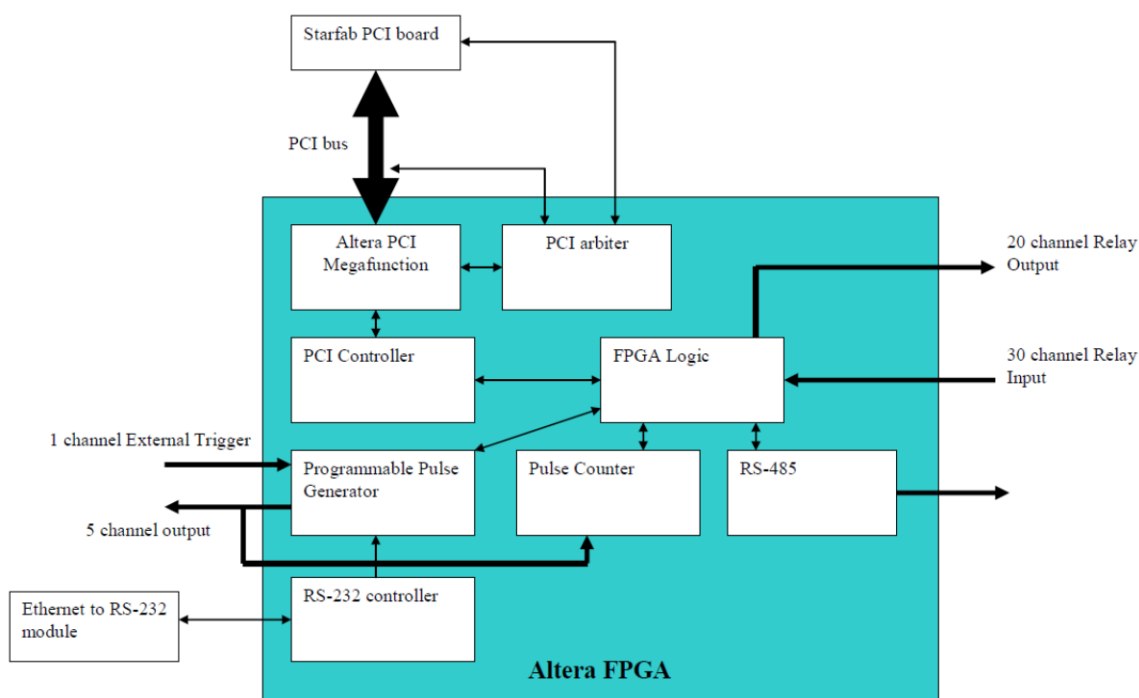 Starfab PCI board
PCI bus
Altera PCI
Megafunction
PCI arbiter
20 channel Relay
Output
PCI Controller
FPGA Logic
30 channel Relay
Input
1 channel External Trigger
Programmable Pulse
Generator
Pulse Counter
RS-485
5 channel output
Ethernet to RS-232
module
RS-232 controller
Altera FPGA